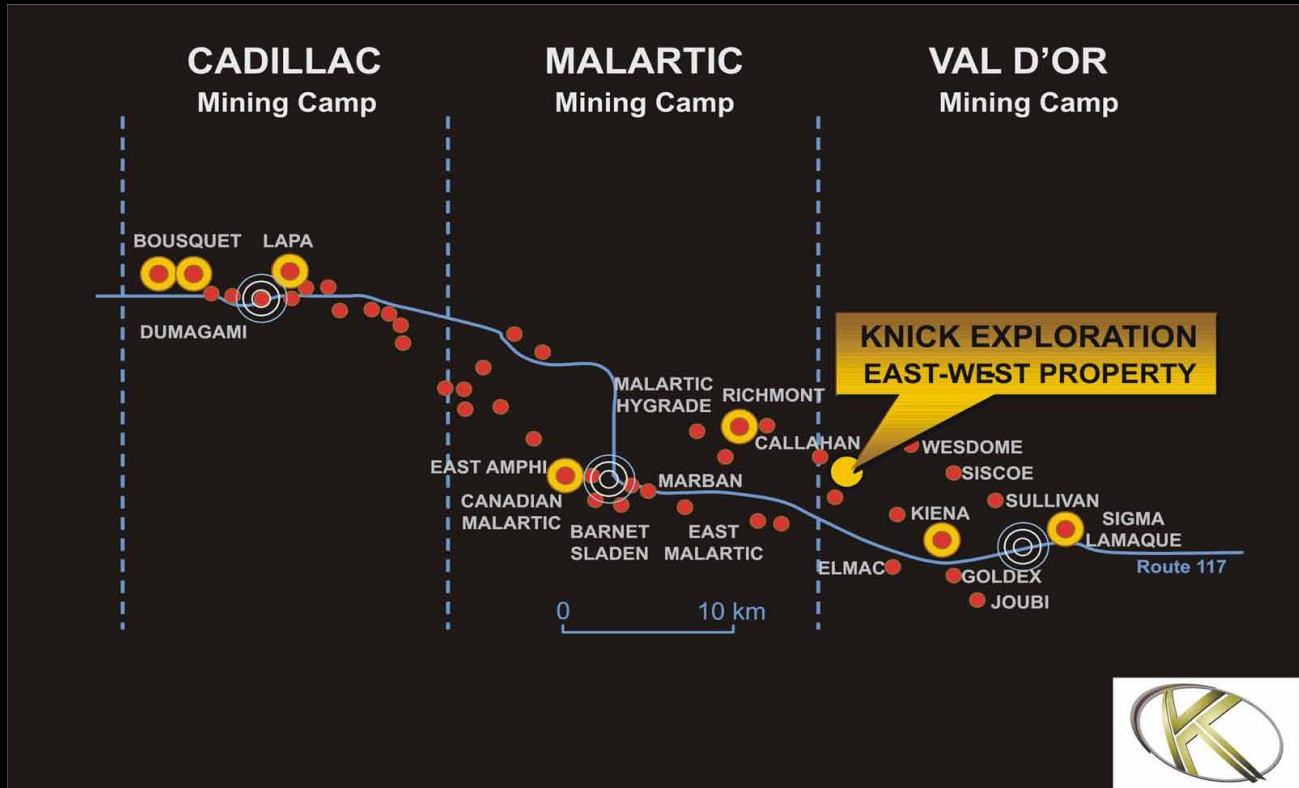 CADILLAC
Mining Camp
MALARTIC
Mining Camp
VAL D'OR
Mining Camp
BOUSQUET
LAPA
DUMAGAMI
KNICK EXPLORATION
EAST-WEST PROPERTY
MALARTIC
HYGRADE
RICHMONT
CALLAHAN
WESDOME
SISCOE
EAST AMPHI
CANADIAN
MALARTIC
MARBAN
BARNET
SLADEN
EAST
MALARTIC
KIENA
SULLIVAN
SIGMA
LAMAQUE
ELMAC
GOLDEX
JOUBI
Route 117
0
10 km
K